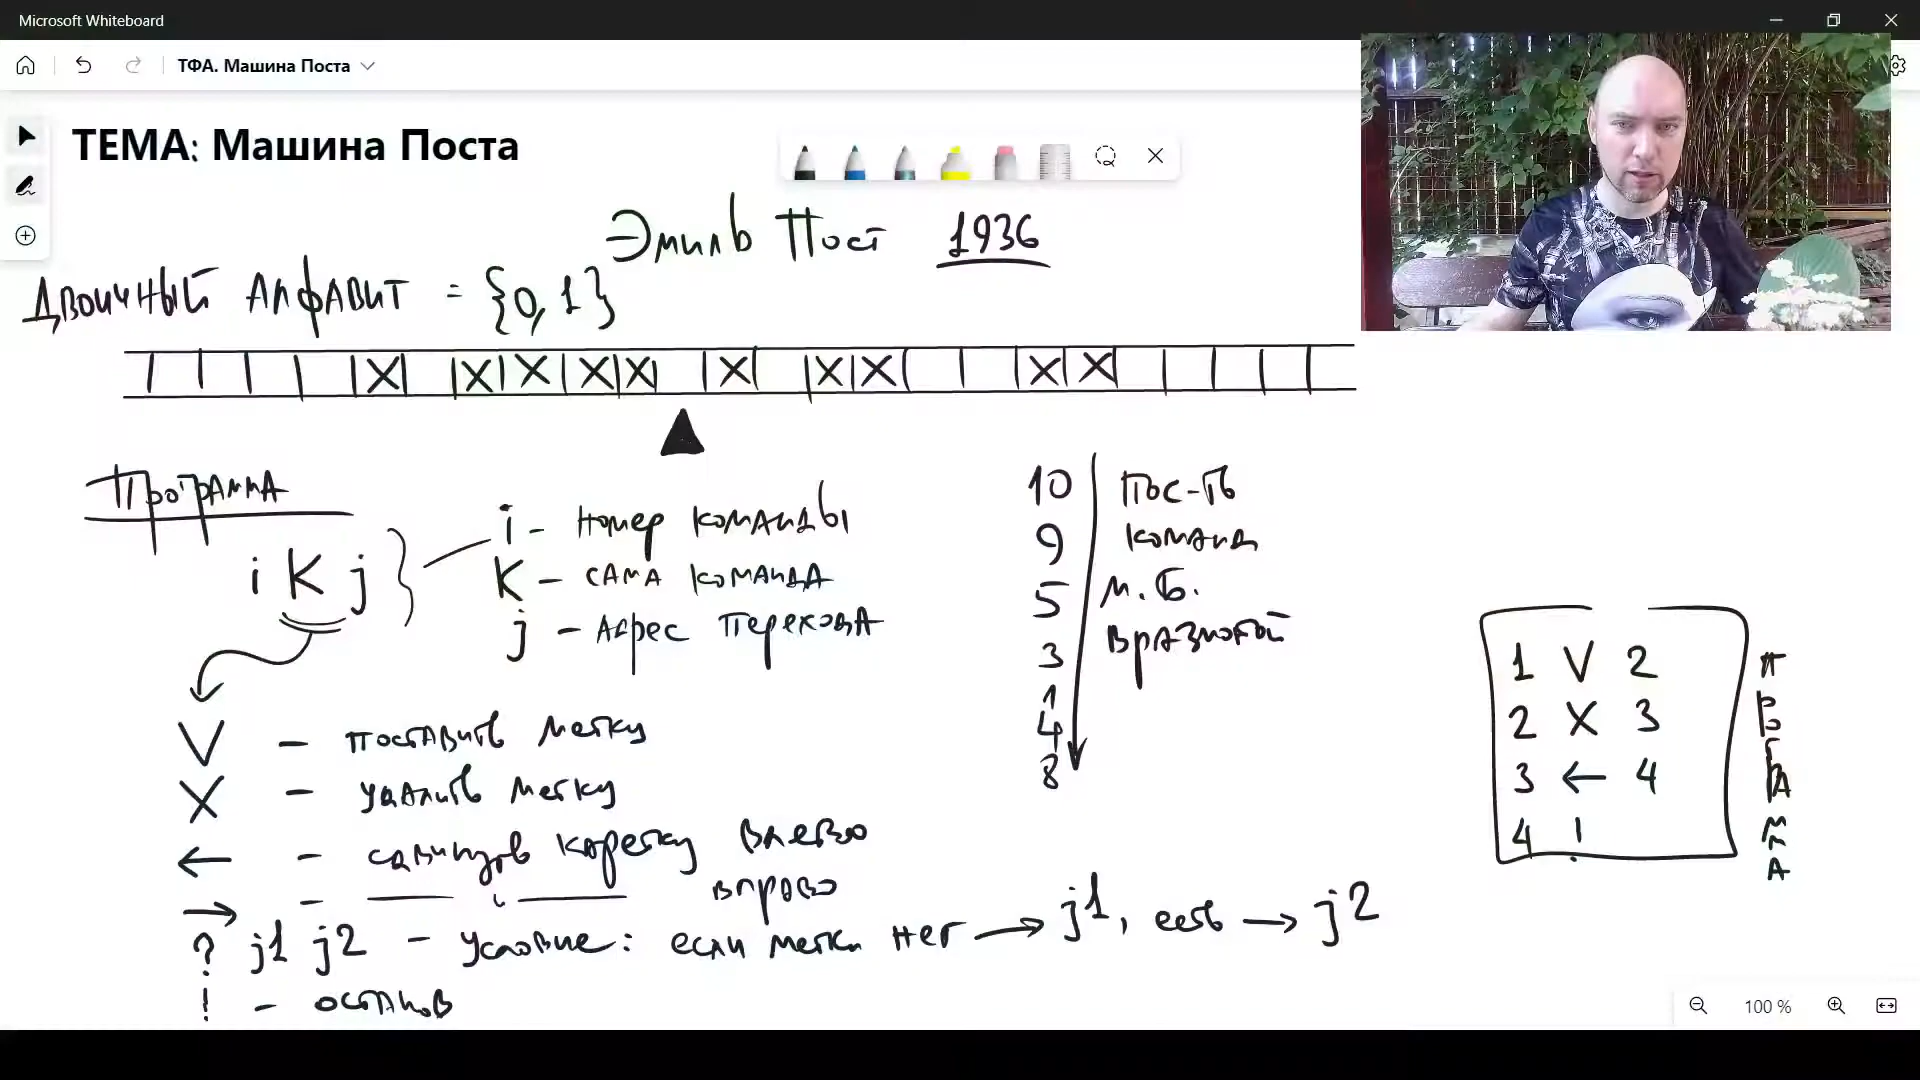 Microsoft Whiteboard
ТФА. Машина Поста
ТЕМА: Машина Поста
Эмиль Пост 1936
Двоичный алфавит = {0,1}
X X X X X X X X X X
Программа
i K j
i - номер команды
K - сама команда
j - адрес перехода
V - поставить метку
X - удалить метку
← - сдвинуть каретку влево
→ - вправо
? j1 j2 - условие: если метки нет → j1, есть → j2
! - останов
10 пос-ть
9 команд
5 м.б.
3 вразнобой
1
4
8
1 V 2
2 X 3
3 ← 4
4 !
программа
100 %